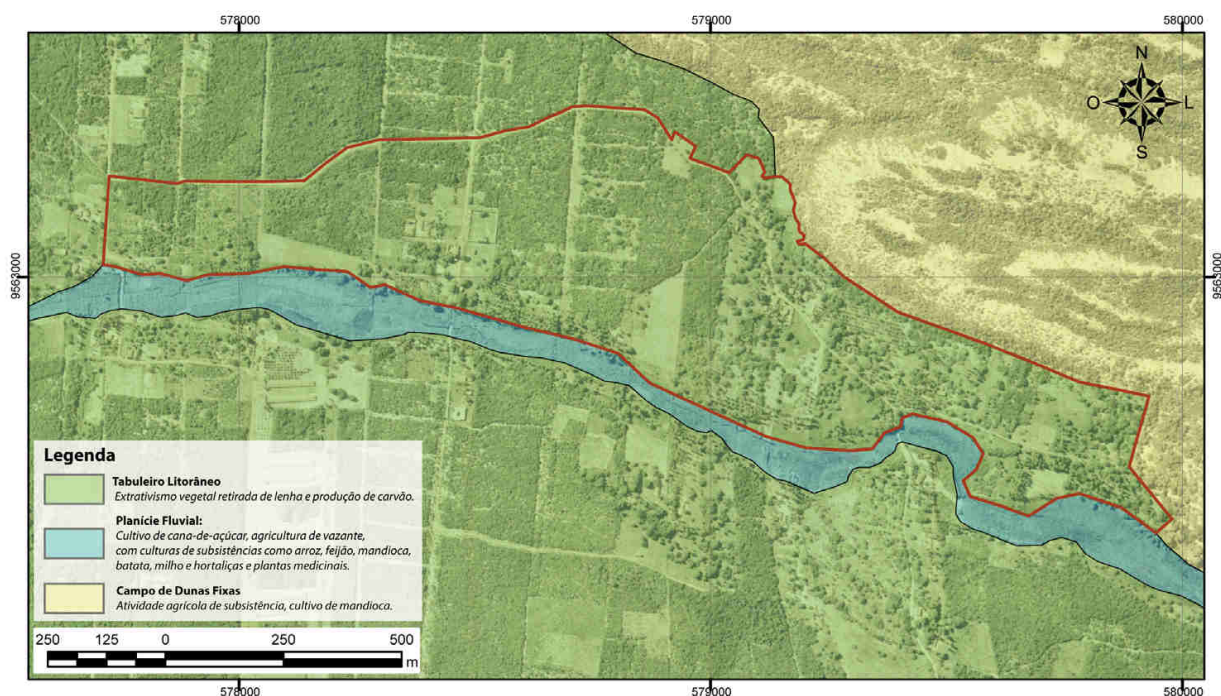 578000
579000
580000
9563000
9563000
N
O
L
S
Legenda
Tabuleiro Litorâneo
Extrativismo vegetal retirada de lenha e produção de carvão.
Planície Fluvial:
Cultivo de cana-de-açúcar, agricultura de vazante,
com culturas de subsistências como arroz, feijão, mandioca,
batata, milho e hortaliças e plantas medicinais.
Campo de Dunas Fixas
Atividade agrícola de subsistência, cultivo de mandioca.
250 125 0 250 500
m
578000
579000
580000